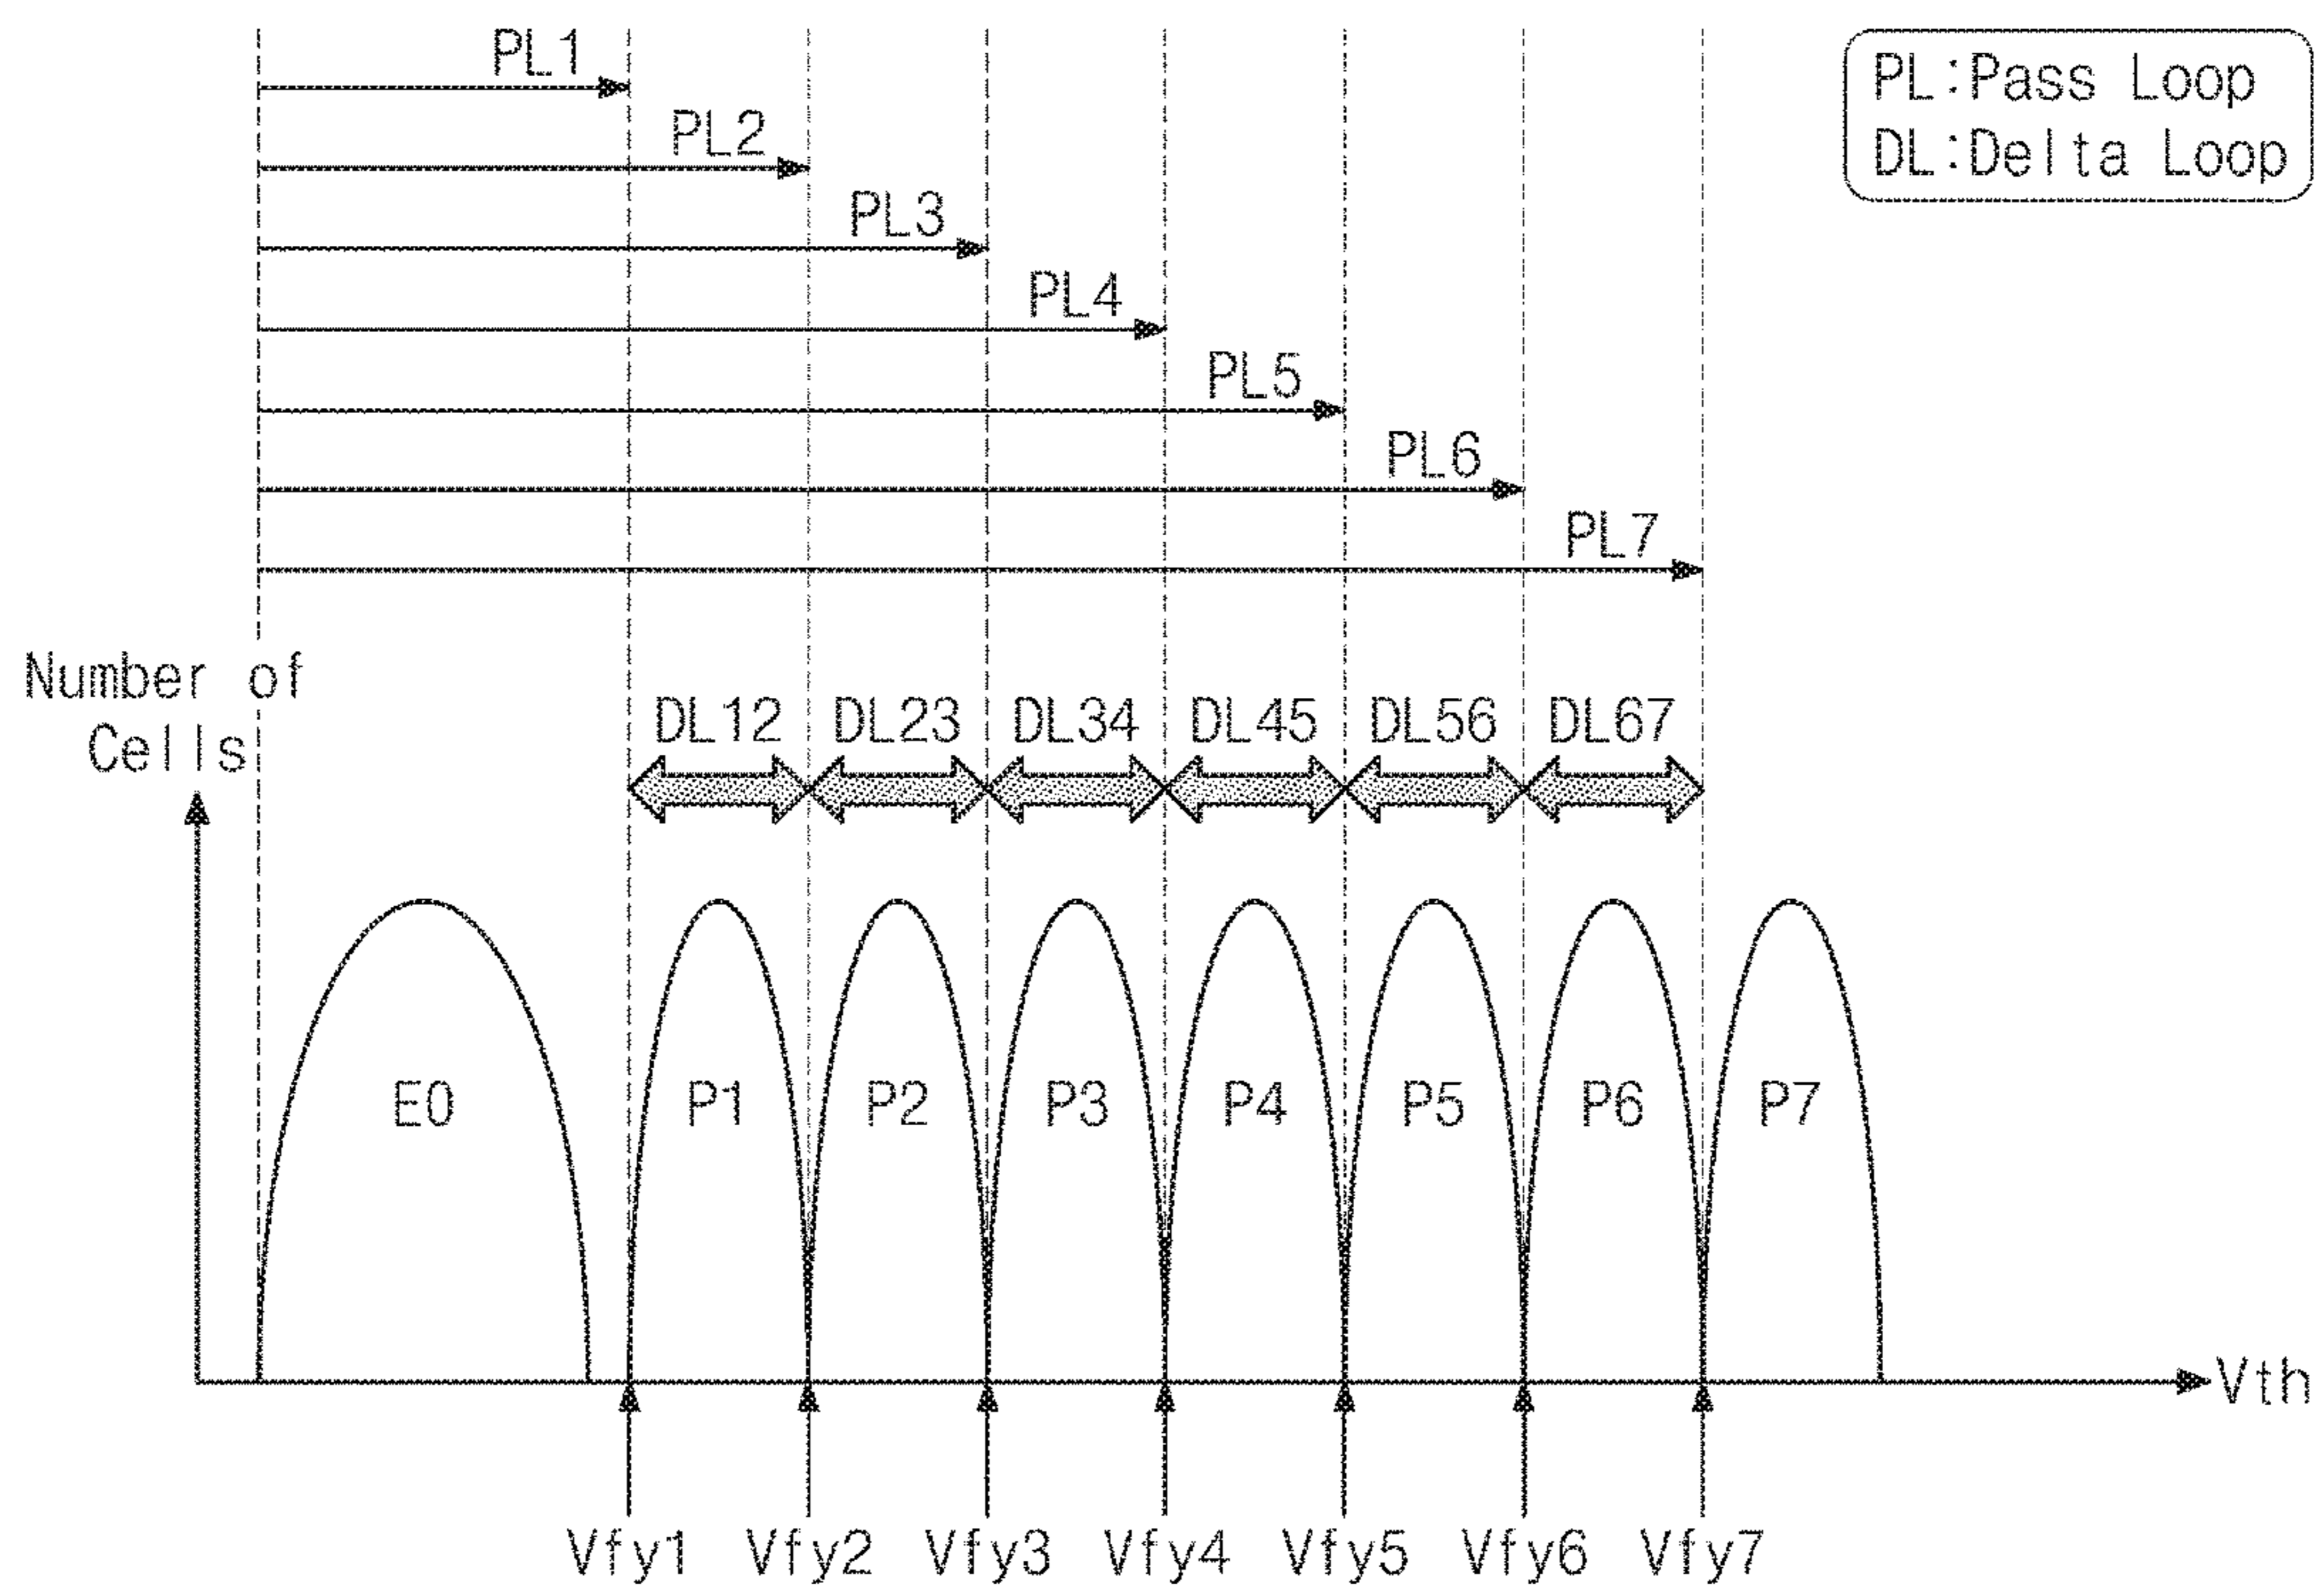 PL1
PL:Pass Loop
DL:Delta Loop
PL2
PL3
PL4
PL5
PL6
PL7
Number of
Cells
DL12 DL23 DL34 DL45 DL56 DL67
E0 P1 P2 P3 P4 P5 P6 P7
Vth
Vfy1 Vfy2 Vfy3 Vfy4 Vfy5 Vfy6 Vfy7